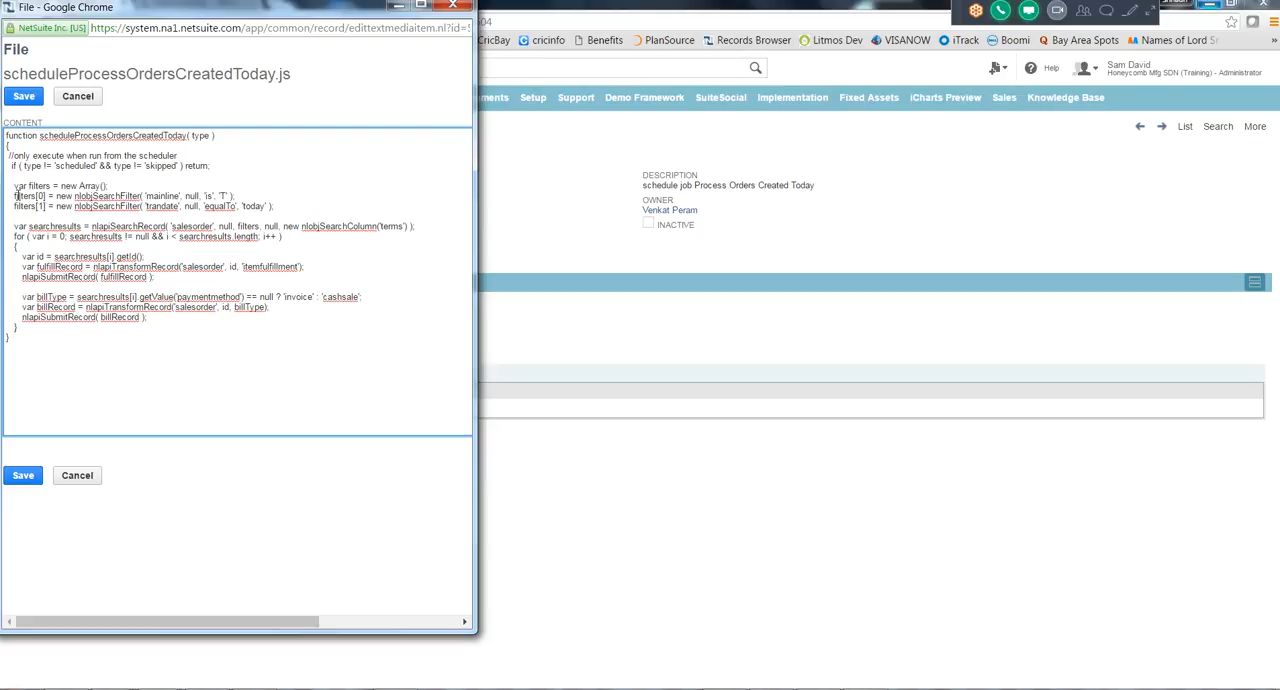 File - Google Chrome
NetSuite Inc. [US]
https://system.na1.netsuite.com/app/common/record/edittextmediaitem.nl?id=
504
File
scheduleProcessOrdersCreatedToday.js
Save
Cancel
CONTENT
function scheduleProcessOrdersCreatedToday( type )
{
//only execute when run from the scheduler
if ( type != 'scheduled' && type != 'skipped' ) return;
var filters = new Array();
filters[0] = new nlobjSearchFilter( 'mainline', null, 'is', 'T' );
filters[1] = new nlobjSearchFilter( 'trandate', null, 'equalTo', 'today' );
var searchresults = nlapiSearchRecord( 'salesorder', null, filters, null, new nlobjSearchColumn('terms') );
for ( var i = 0; searchresults != null && i < searchresults.length; i++ )
{
var id = searchresults[i].getId();
var fulfillRecord = nlapiTransformRecord('salesorder', id, 'itemfulfillment');
nlapiSubmitRecord( fulfillRecord );
var billType = searchresults[i].getValue('paymentmethod') == null ? 'invoice' : 'cashsale';
var billRecord = nlapiTransformRecord('salesorder', id, billType);
nlapiSubmitRecord( billRecord );
}
}
Save
Cancel
CricBay
cricinfo
Benefits
PlanSource
Records Browser
Litmos Dev
VISANOW
iTrack
Boomi
Bay Area Spots
Names of Lord
Help
Sam David
Honeycomb Mfg SDN (Training) - Administrator
ments
Setup
Support
Demo Framework
SuiteSocial
Implementation
Fixed Assets
iCharts Preview
Sales
Knowledge Base
List
Search
More
DESCRIPTION
schedule job Process Orders Created Today
OWNER
Venkat Peram
INACTIVE